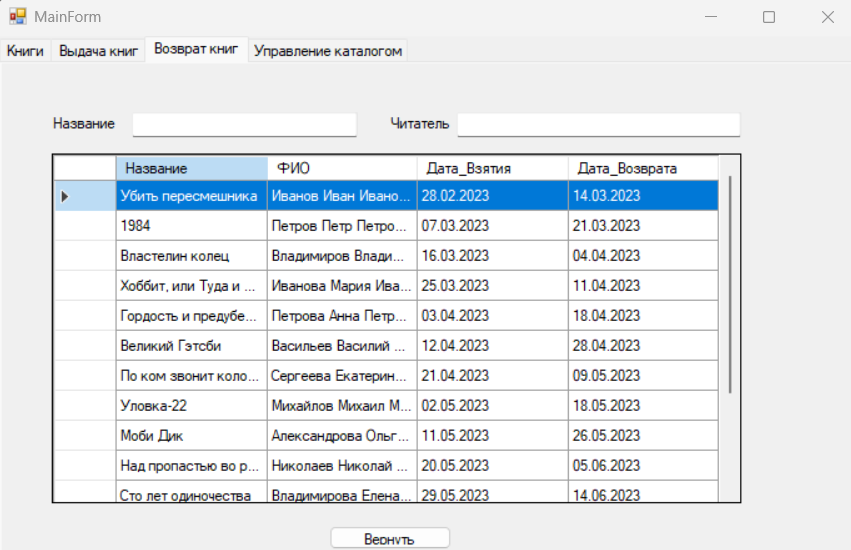 MainForm
Книги Выдача книг Возврат книг Управление каталогом
Название Читатель
Название ФИО Дата_Взятия Дата_Возврата
Убить пересмешника Иванов Иван Ивано... 28.02.2023 14.03.2023
1984 Петров Петр Петро... 07.03.2023 21.03.2023
Властелин колец Владимиров Влади... 16.03.2023 04.04.2023
Хоббит, или Туда и ... Иванова Мария Ива... 25.03.2023 11.04.2023
Гордость и предубе... Петрова Анна Петр... 03.04.2023 18.04.2023
Великий Гэтсби Васильев Василий ... 12.04.2023 28.04.2023
По ком звонит коло... Сергеева Екатерин... 21.04.2023 09.05.2023
Уловка-22 Михайлов Михаил М... 02.05.2023 18.05.2023
Моби Дик Александрова Ольг... 11.05.2023 26.05.2023
Над пропастью во р... Николаев Николай ... 20.05.2023 05.06.2023
Сто лет одиночества Владимирова Елена... 29.05.2023 14.06.2023
Вернуть